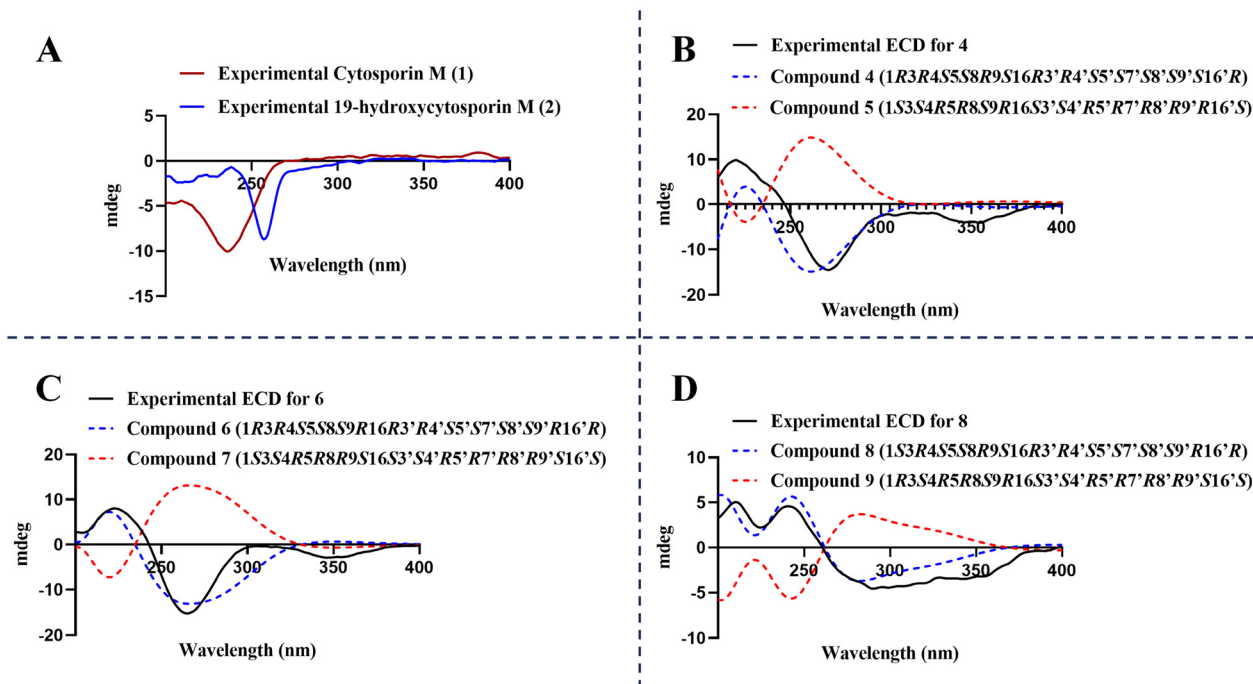 A
Experimental Cytosporin M (1)
Experimental 19-hydroxycytosporin M (2)
5
0
-5
-10
-15
250
300
350
400
mdeg
Wavelength (nm)
B
Experimental ECD for 4
Compound 4 (1R3R4S5S8R9S16R3'R4'S5'S7'S8'S9'S16'R)
Compound 5 (1S3S4R5R8S9R16S3'S4'R5'R7'R8'R9'R16'S)
20
10
0
-10
-20
250
300
350
400
mdeg
Wavelength (nm)
C
Experimental ECD for 6
Compound 6 (1R3R4S5S8S9R16R3'R4'S5'S7'S8'S9'R16'R)
Compound 7 (1S3S4R5R8R9S16S3'S4'R5'R7'R8'R9'S16'S)
20
10
0
-10
-20
250
300
350
400
mdeg
Wavelength (nm)
D
Experimental ECD for 8
Compound 8 (1S3R4S5S8R9S16R3'R4'S5'S7'S8'S9'R16'R)
Compound 9 (1R3S4R5R8S9R16S3'S4'R5'R7'R8'R9'S16'S)
10
5
0
-5
-10
250
300
350
400
mdeg
Wavelength (nm)